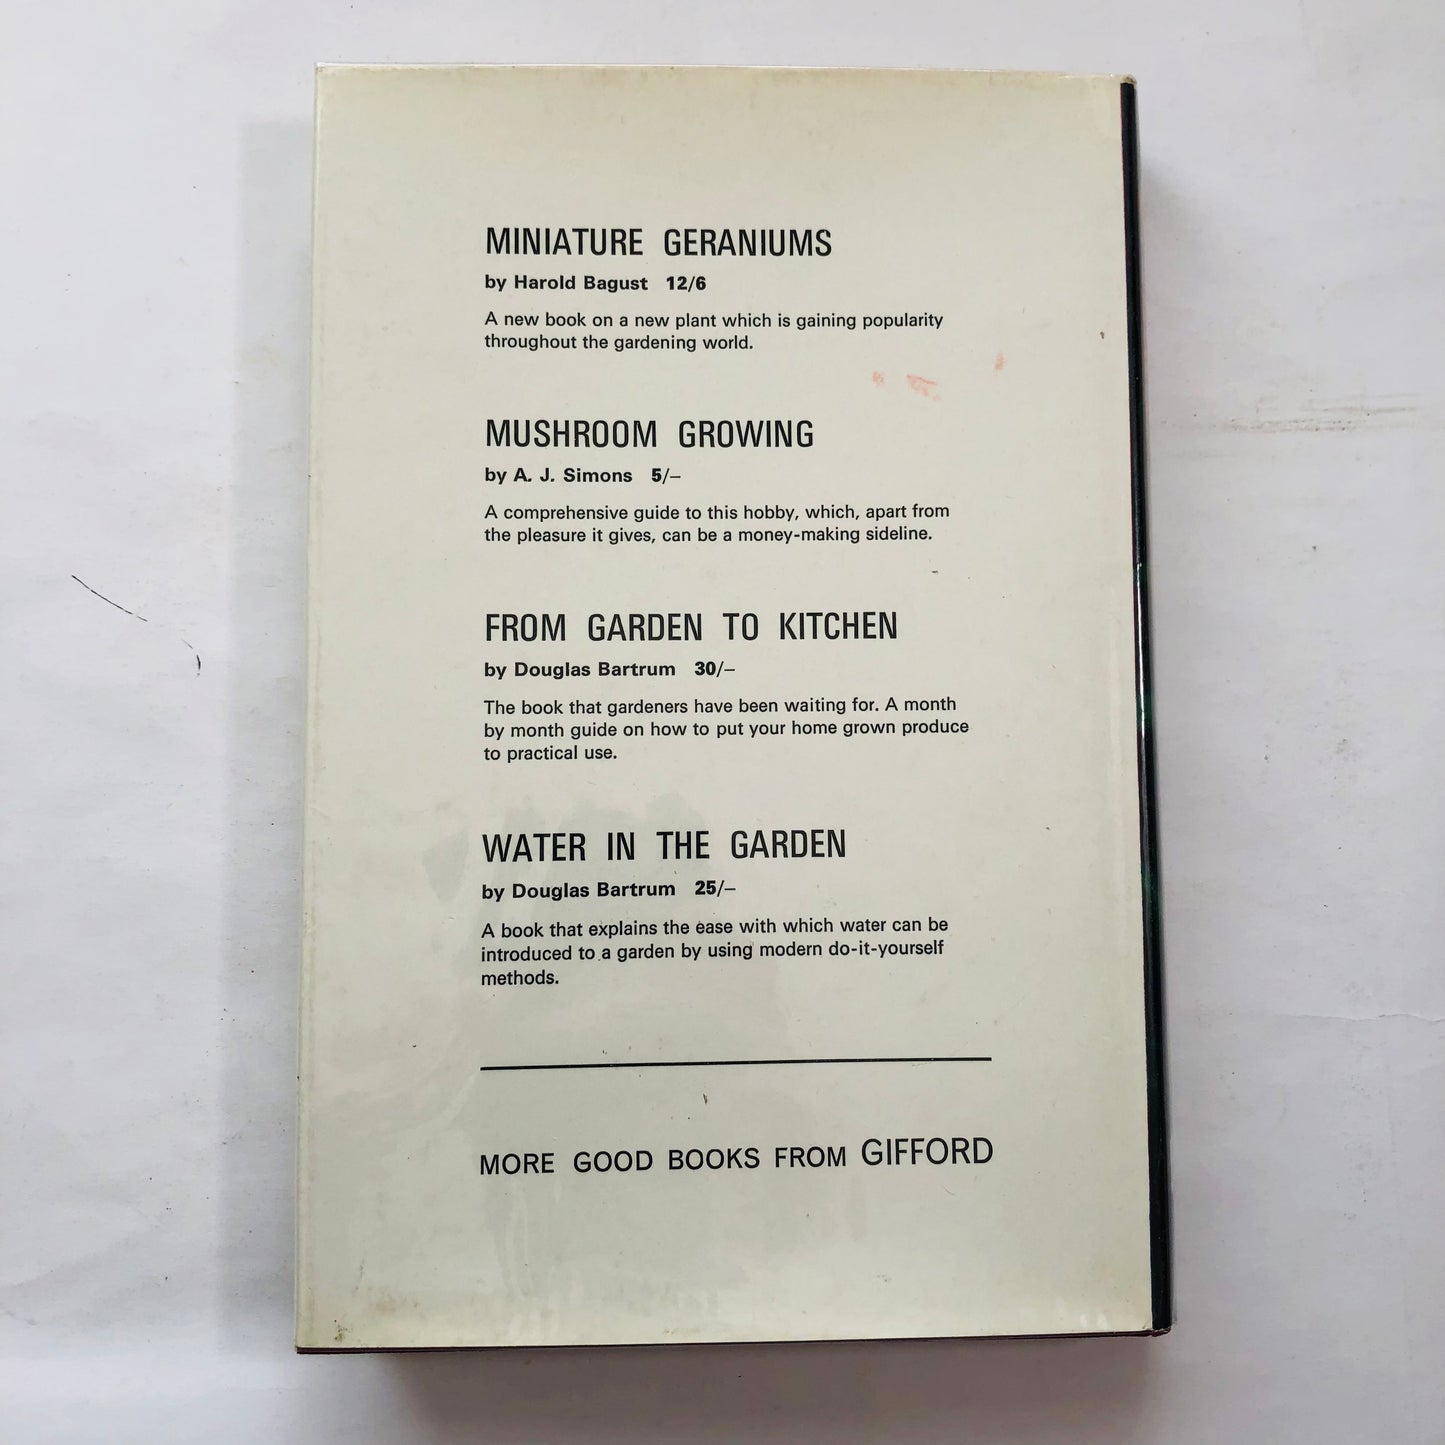 MINIATURE GERANIUMS
by Harold Bagust 12/6
A new book on a new plant which is gaining popularity
throughout the gardening world.
MUSHROOM GROWING
by A. J. Simons 5/–
A comprehensive guide to this hobby, which, apart from
the pleasure it gives, can be a money-making sideline.
FROM GARDEN TO KITCHEN
by Douglas Bartrum 30/–
The book that gardeners have been waiting for. A month
by month guide on how to put your home grown produce
to practical use.
WATER IN THE GARDEN
by Douglas Bartrum 25/–
A book that explains the ease with which water can be
introduced to a garden by using modern do-it-yourself
methods.
MORE GOOD BOOKS FROM GIFFORD